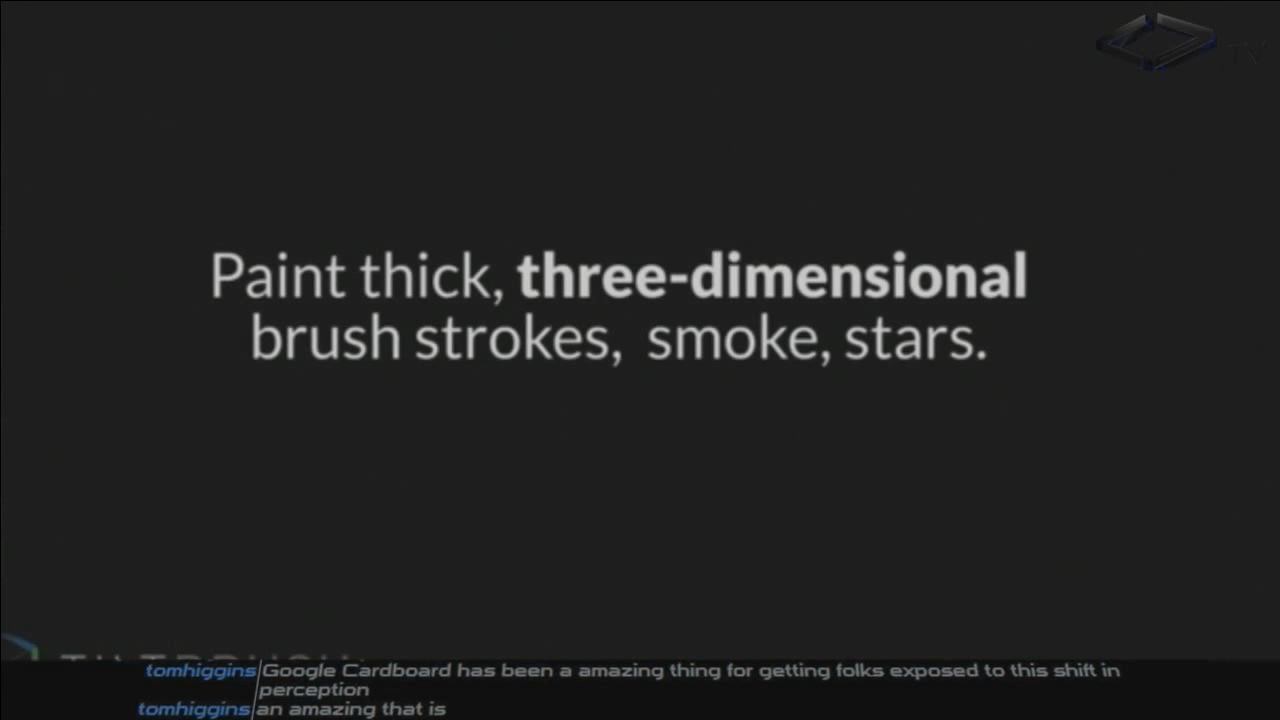 TV
Paint thick, three-dimensional
brush strokes,  smoke, stars.
tomhiggins Google Cardboard has been a amazing thing for getting folks exposed to this shift in
perception
tomhiggins an amazing that is